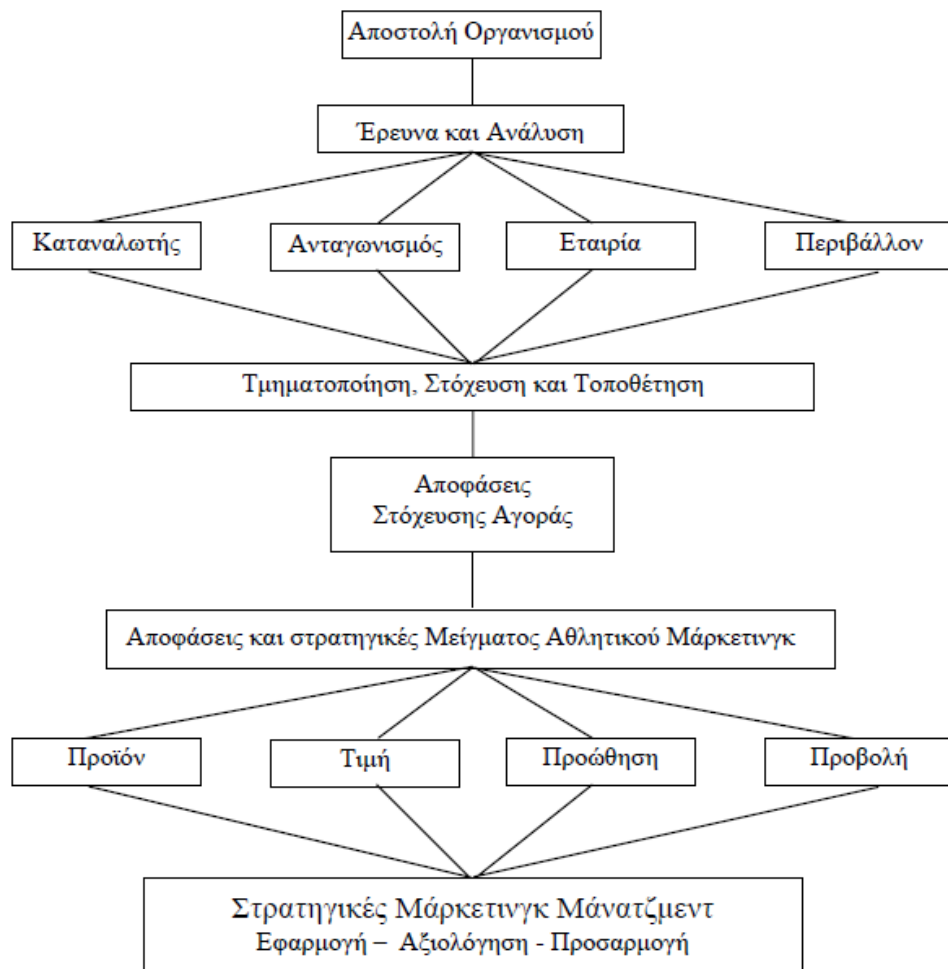 Αποστολή Οργανισμού
Έρευνα και Ανάλυση
Καταναλωτής
Ανταγωνισμός
Εταιρία
Περιβάλλον
Τμηματοποίηση, Στόχευση και Τοποθέτηση
Αποφάσεις
Στόχευσης Αγοράς
Αποφάσεις και στρατηγικές Μείγματος Αθλητικού Μάρκετινγκ
Προϊόν
Τιμή
Προώθηση
Προβολή
Στρατηγικές Μάρκετινγκ Μάνατζμεντ
Εφαρμογή – Αξιολόγηση - Προσαρμογή